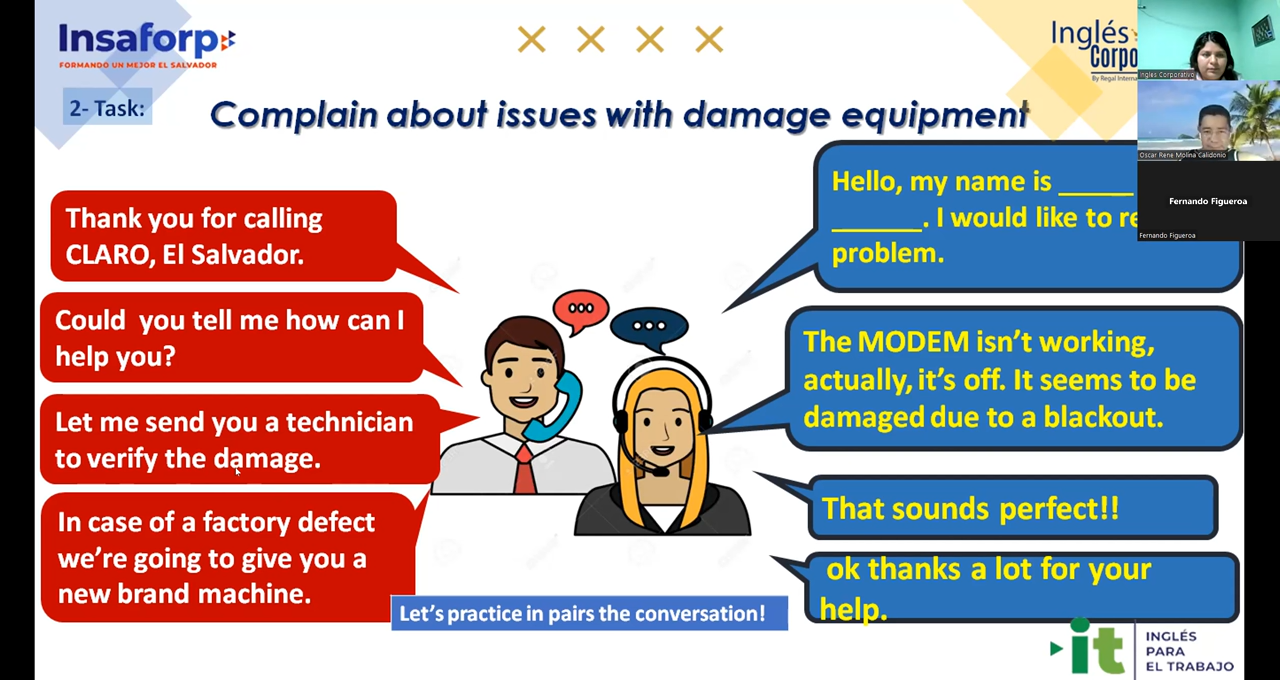 Insaforp
FORMANDO UN MEJOR EL SALVADOR
Inglés
Corpo
By Regal Interna
2- Task:
Complain about issues with damage equipment
Thank you for calling
CLARO, El Salvador.
Hello, my name is ______
_______. I would like to re
problem.
Could  you tell me how can I
help you?
The MODEM isn't working,
actually, it's off. It seems to be
damaged due to a blackout.
Let me send you a technician
to verify the damage.
That sounds perfect!!
In case of a factory defect
we're going to give you a
new brand machine.
ok thanks a lot for your
help.
Let's practice in pairs the conversation!
it
INGLÉS
PARA
EL TRABAJO
Inglés Corporativo
Oscar Rene Molina Calidonio
Fernando Figueroa
Fernando Figueroa